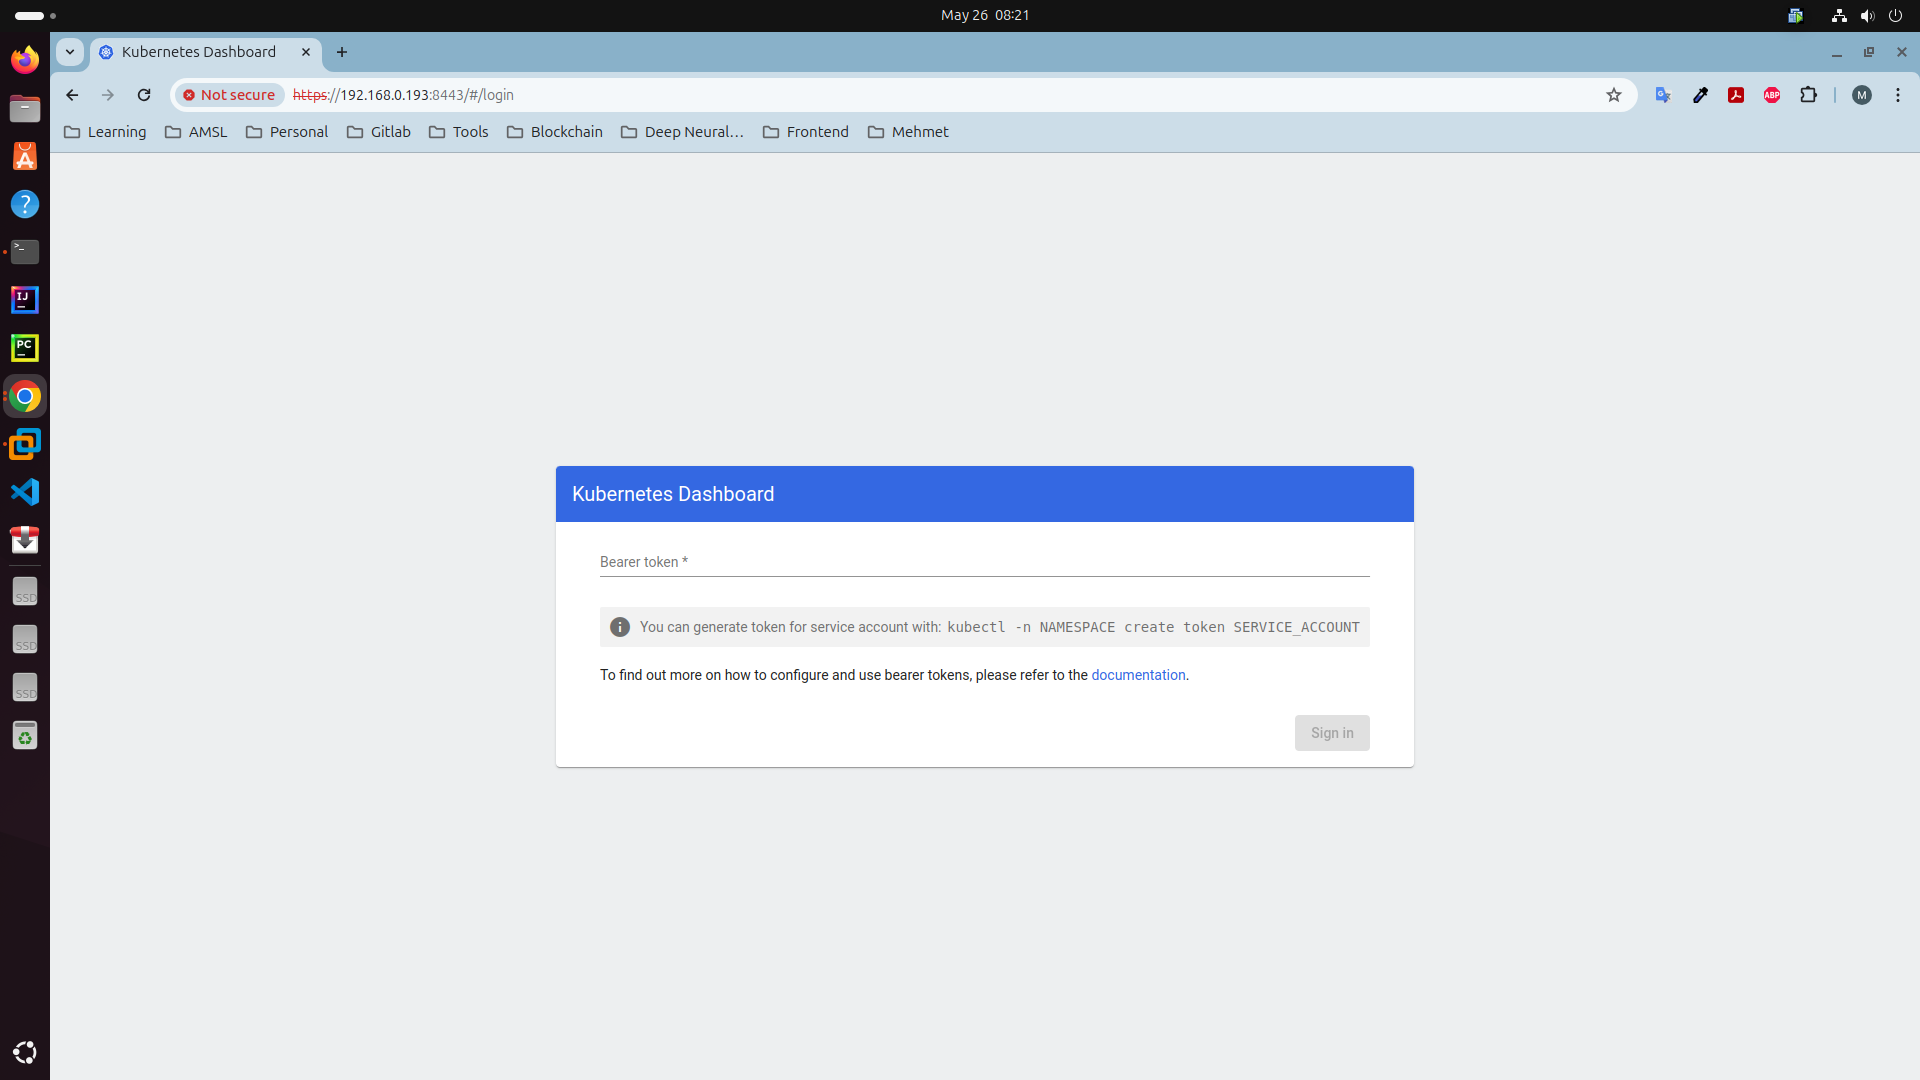 May 26 08:21
Kubernetes Dashboard
Not secure https://192.168.0.193:8443/#/login
Learning AMSL Personal Gitlab Tools Blockchain Deep Neural… Frontend Mehmet
Kubernetes Dashboard
Bearer token *
You can generate token for service account with: kubectl -n NAMESPACE create token SERVICE_ACCOUNT
To find out more on how to configure and use bearer tokens, please refer to the documentation.
Sign in
M
ABP
G
IJ
PC
SSD
SSD
SSD